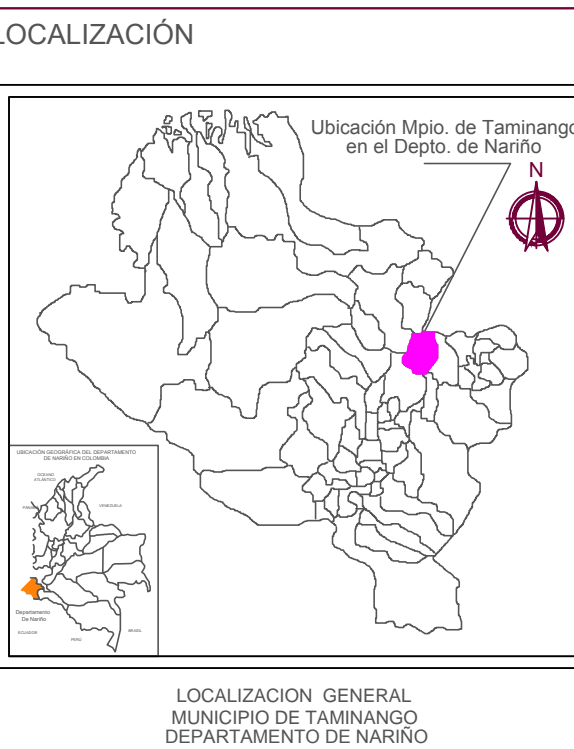 LOCALIZACIÓN
Ubicación Mpio. de Taminango
en el Depto. de Nariño
N
UBICACIÓN GEOGRÁFICA DEL DEPARTAMENTO
DE NARIÑO EN COLOMBIA
OCEANO
ATLANTICO
PANAMA
VENEZUELA
Departamento
De Nariño
ECUADOR
PERU
BRASIL
LOCALIZACION GENERAL
MUNICIPIO DE TAMINANGO
DEPARTAMENTO DE NARIÑO